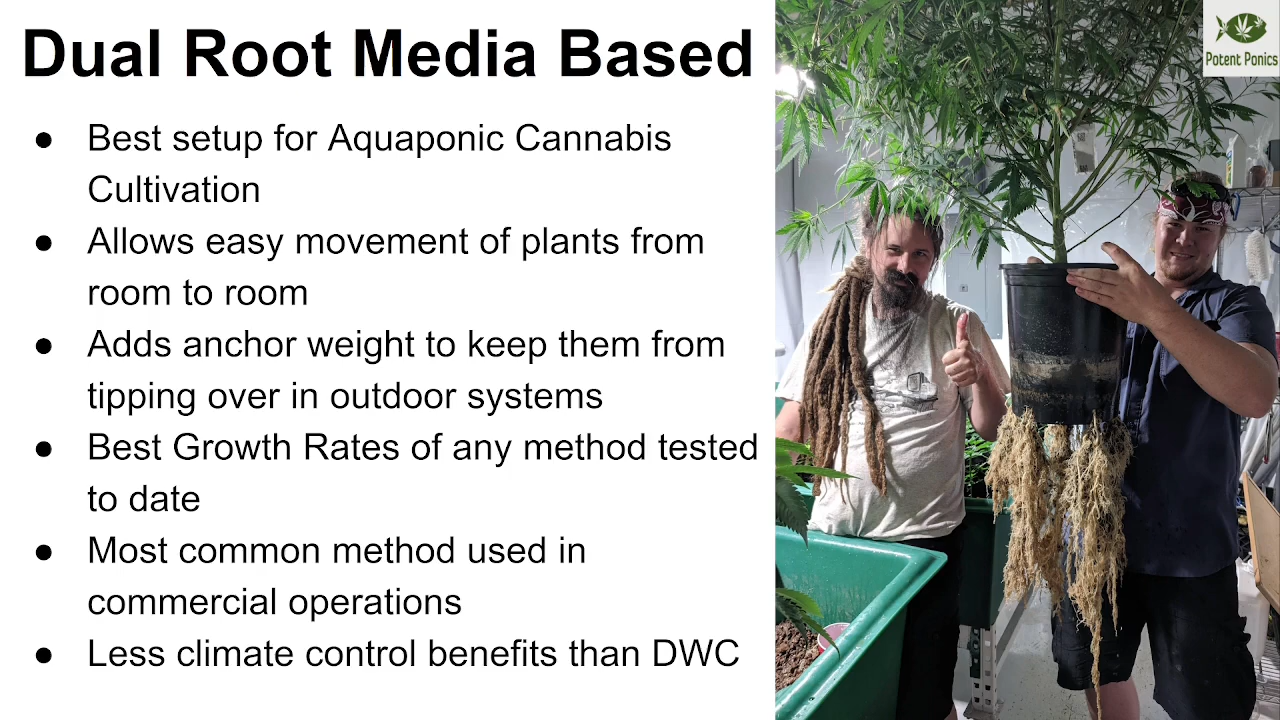 Dual Root Media Based
● Best setup for Aquaponic Cannabis
Cultivation
● Allows easy movement of plants from
room to room
● Adds anchor weight to keep them from
tipping over in outdoor systems
● Best Growth Rates of any method tested
to date
● Most common method used in
commercial operations
● Less climate control benefits than DWC
Potent Ponics